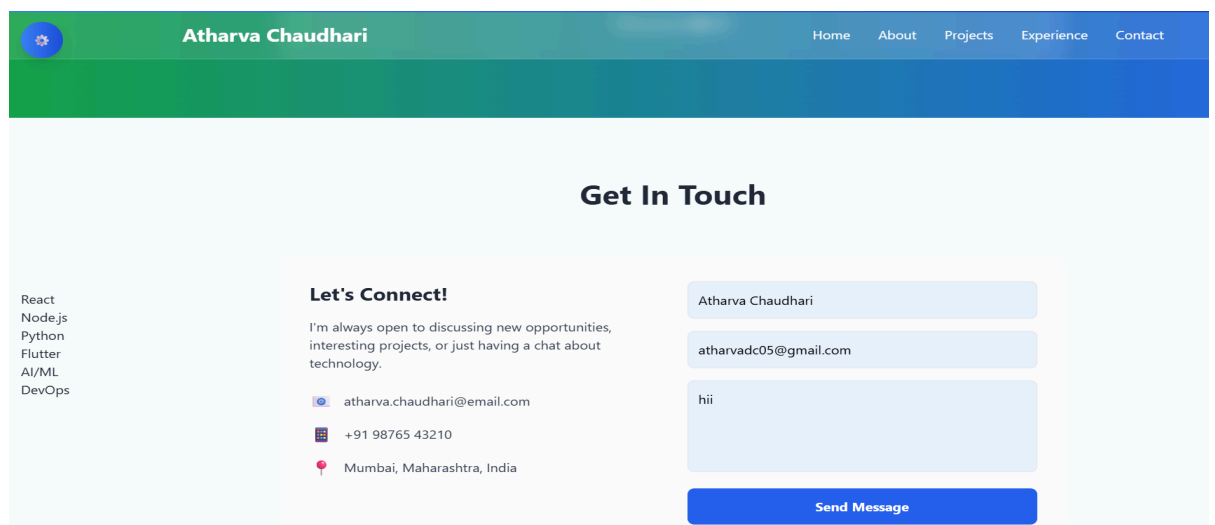 Atharva Chaudhari
Home About Projects Experience Contact
Get In Touch
React
Node.js
Python
Flutter
AI/ML
DevOps
Let's Connect!
I'm always open to discussing new opportunities,
interesting projects, or just having a chat about
technology.
atharva.chaudhari@email.com
+91 98765 43210
Mumbai, Maharashtra, India
Atharva Chaudhari
atharvadc05@gmail.com
hii
Send Message